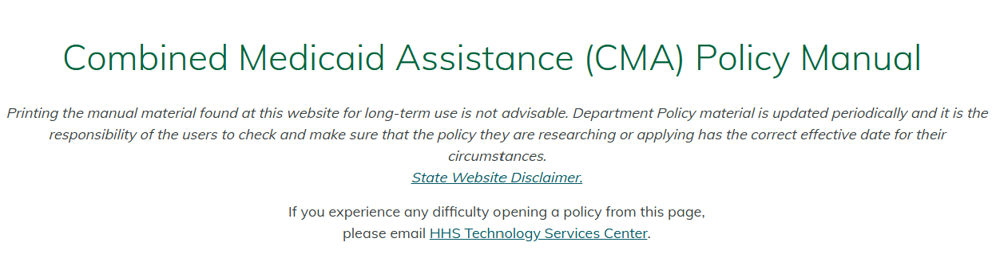 Combined Medicaid Assistance (CMA) Policy Manual
Printing the manual material found at this website for long-term use is not advisable. Department Policy material is updated periodically and it is the
responsibility of the users to check and make sure that the policy they are researching or applying has the correct effective date for their
circumstances.
State Website Disclaimer.
If you experience any difficulty opening a policy from this page,
please email HHS Technology Services Center.